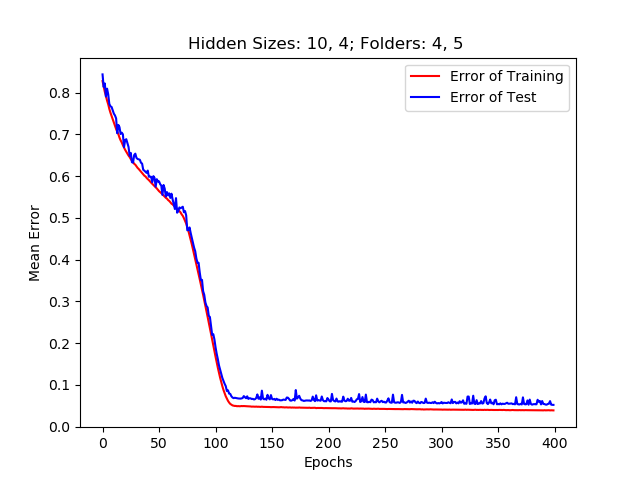 Hidden Sizes: 10, 4; Folders: 4, 5
Error of Training
Error of Test
Mean Error
0.8
0.7
0.6
0.5
0.4
0.3
0.2
0.1
0.0
0 50 100 150 200 250 300 350 400
Epochs